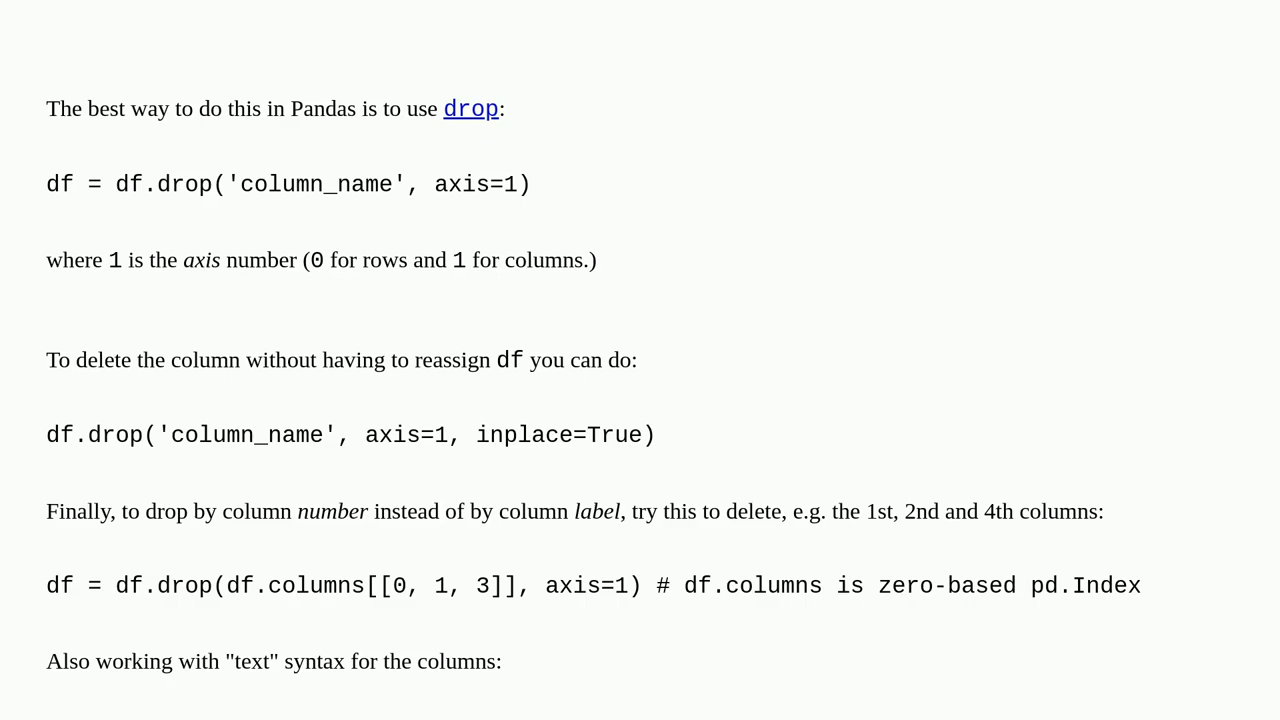 The best way to do this in Pandas is to use drop:
df = df.drop('column_name', axis=1)
where 1 is the axis number (0 for rows and 1 for columns.)
To delete the column without having to reassign df you can do:
df.drop('column_name', axis=1, inplace=True)
Finally, to drop by column number instead of by column label, try this to delete, e.g. the 1st, 2nd and 4th columns:
df = df.drop(df.columns[[0, 1, 3]], axis=1) # df.columns is zero-based pd.Index
Also working with "text" syntax for the columns: